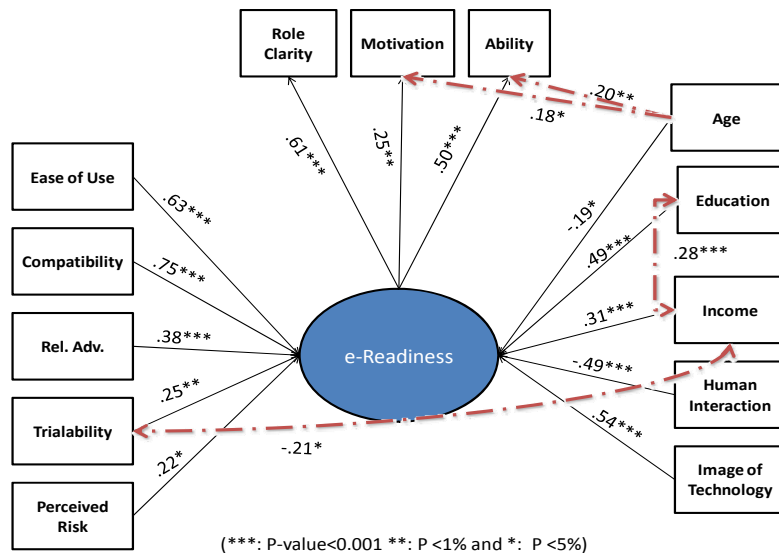 Role
Clarity
Motivation
Ability
.20**
.18*
Age
.61***
.25**
.50***
Ease of Use
.63***
-.19*
Education
.49***
.28***
Compatibility
.75***
.31***
Income
Rel. Adv.
.38***
e-Readiness
-.49***
Human
Interaction
.25**
Trialability
-.21*
.54***
.22*
Image of
Technology
Perceived
Risk
(***: P-value<0.001 **: P <1% and *: P <5%)